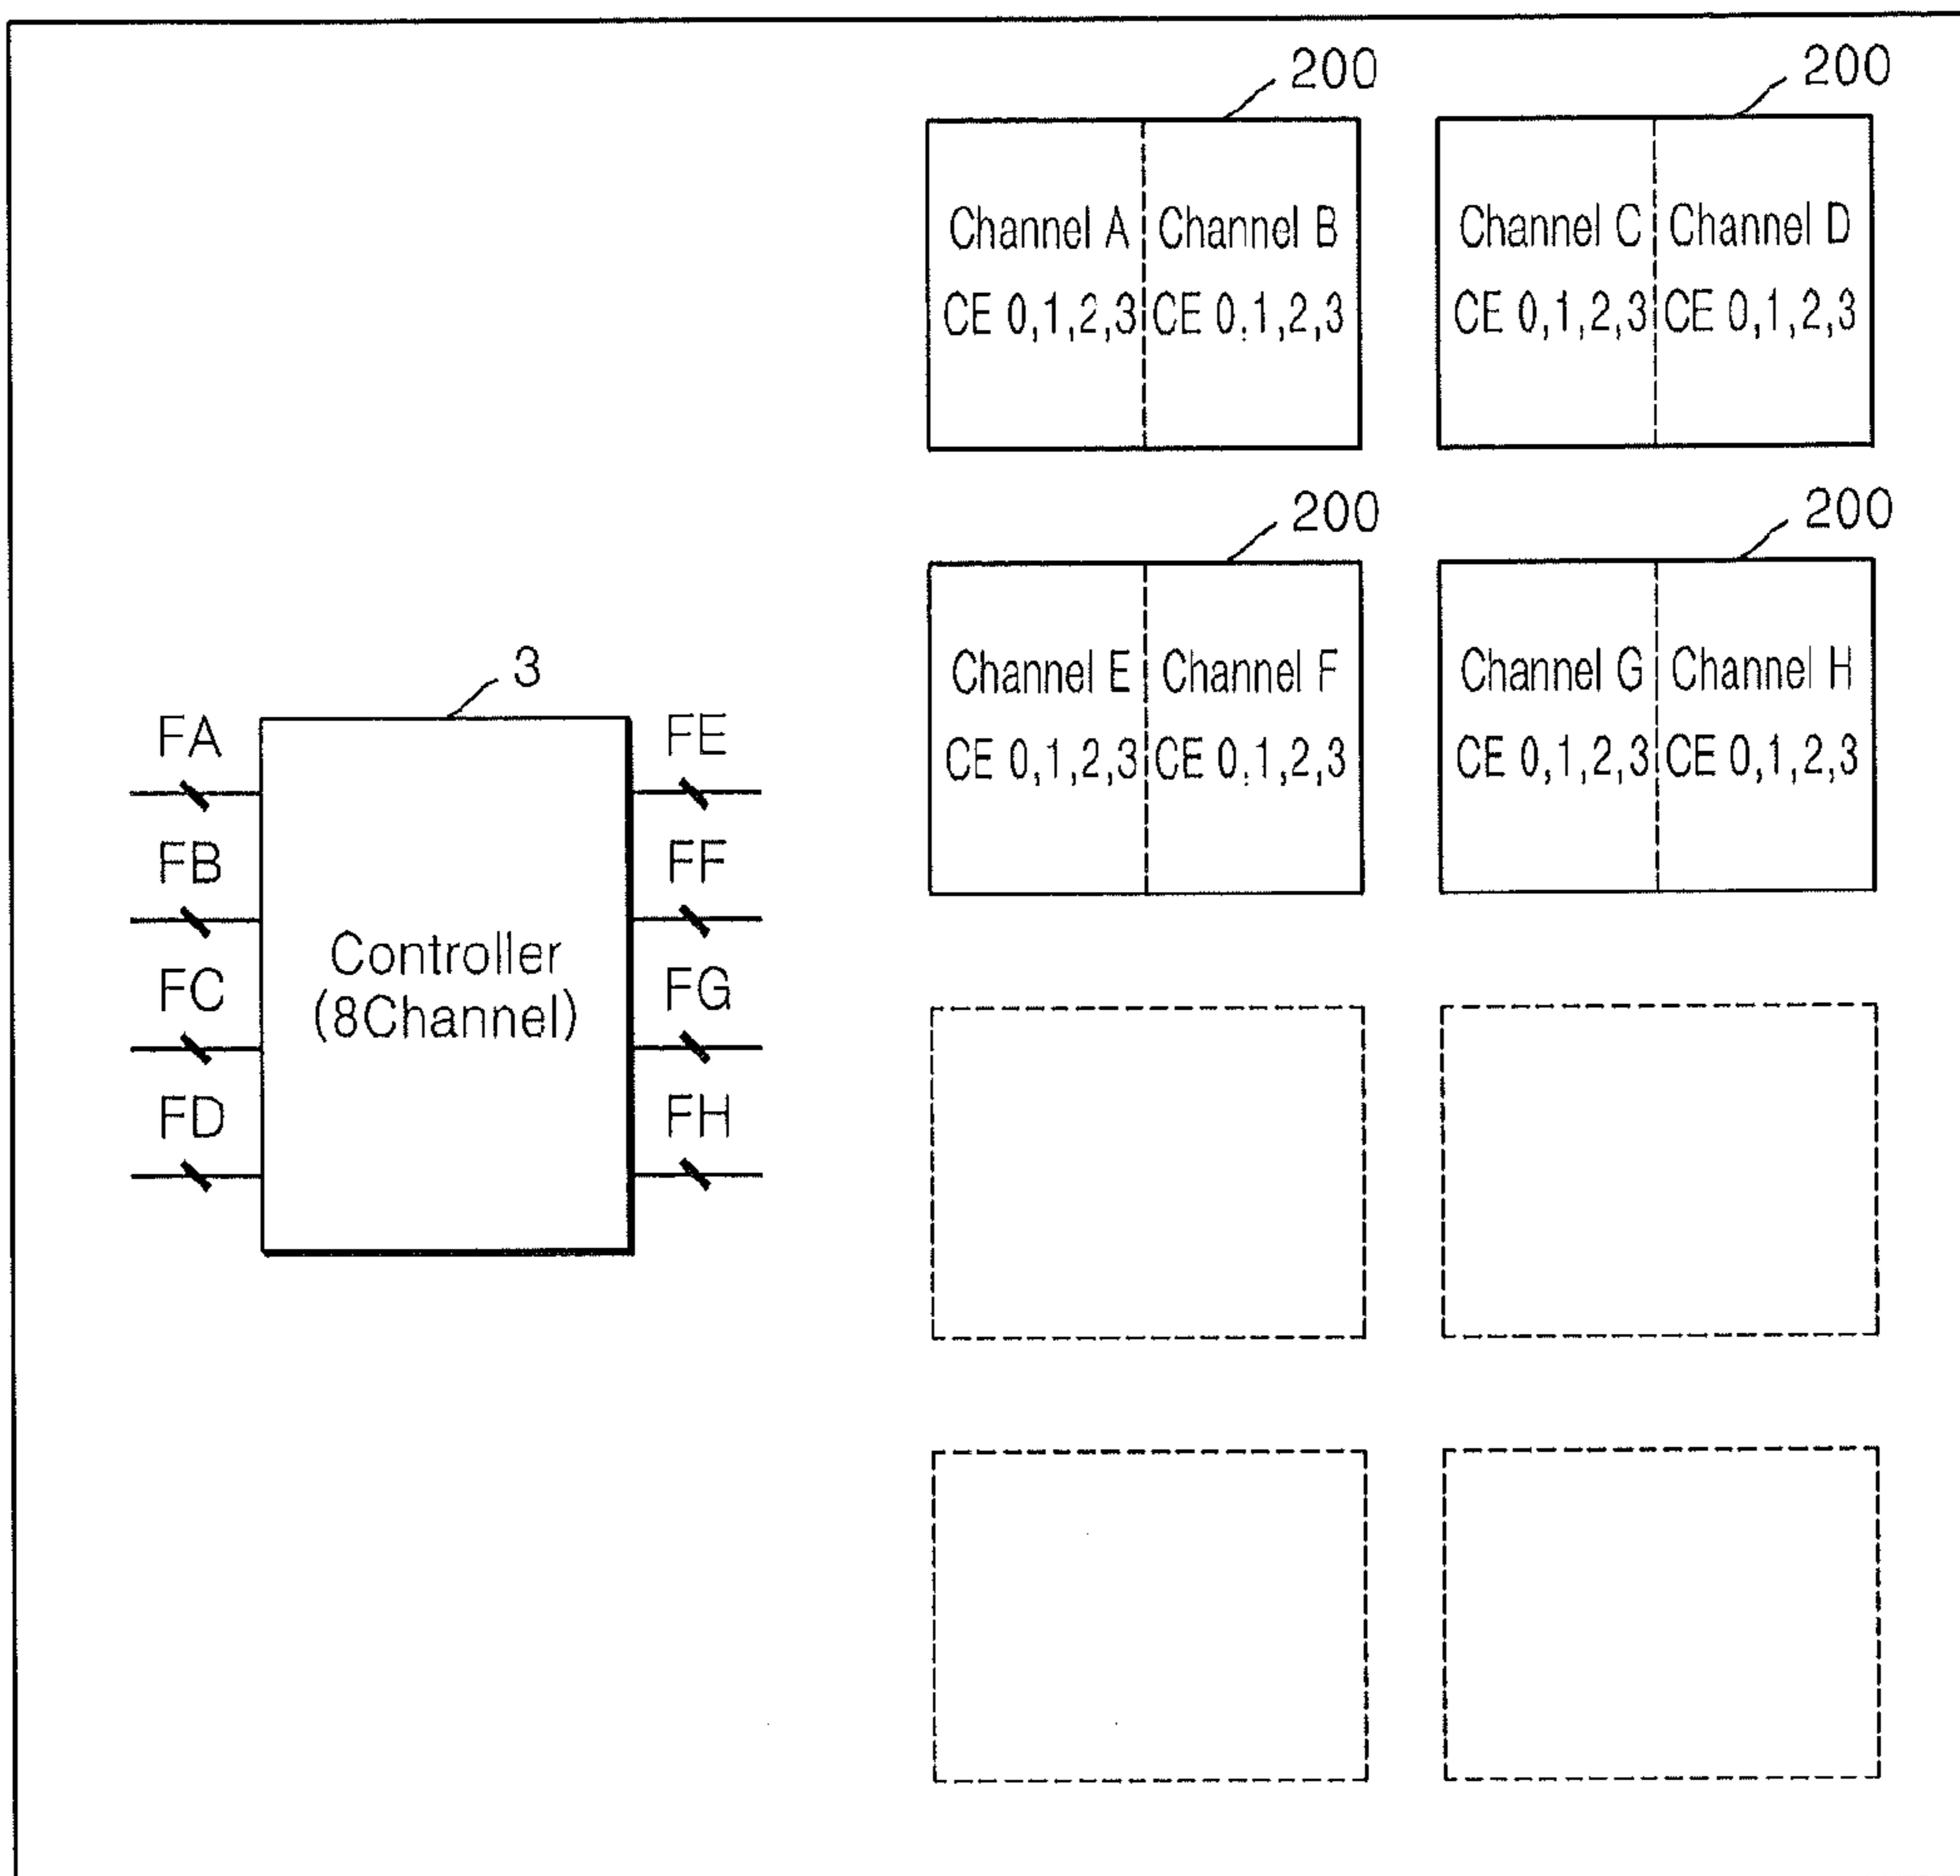 200
200
Channel A Channel B
CE 0,1,2,3 CE 0,1,2,3
Channel C Channel D
CE 0,1,2,3 CE 0,1,2,3
200
200
Channel E Channel F
CE 0,1,2,3 CE 0,1,2,3
Channel G Channel H
CE 0,1,2,3 CE 0,1,2,3
3
FA
FB
FC
FD
Controller
(8Channel)
FE
FF
FG
FH